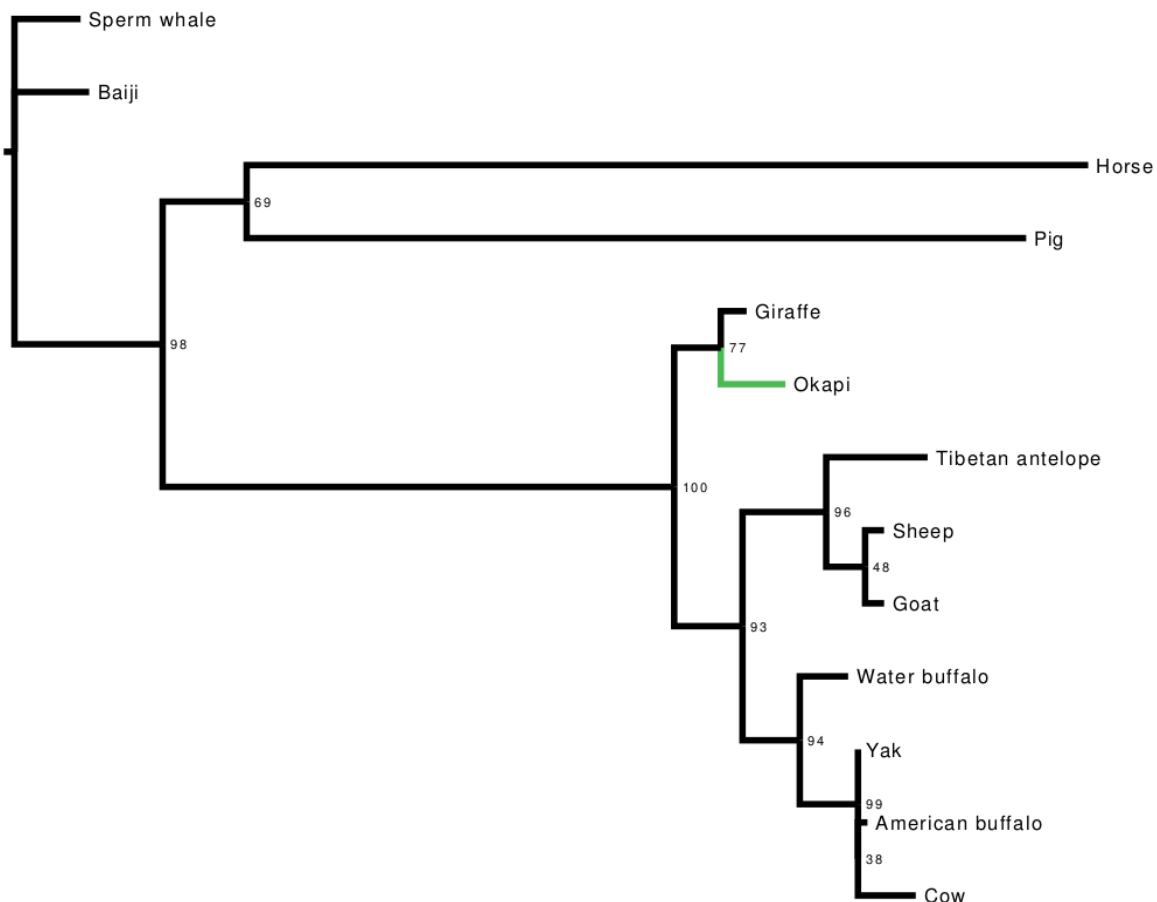 Sperm whale
Baiji
Horse
69
Pig
Giraffe
98
77
Okapi
Tibetan antelope
100
96
Sheep
48
Goat
93
Water buffalo
94
Yak
99
American buffalo
38
Cow